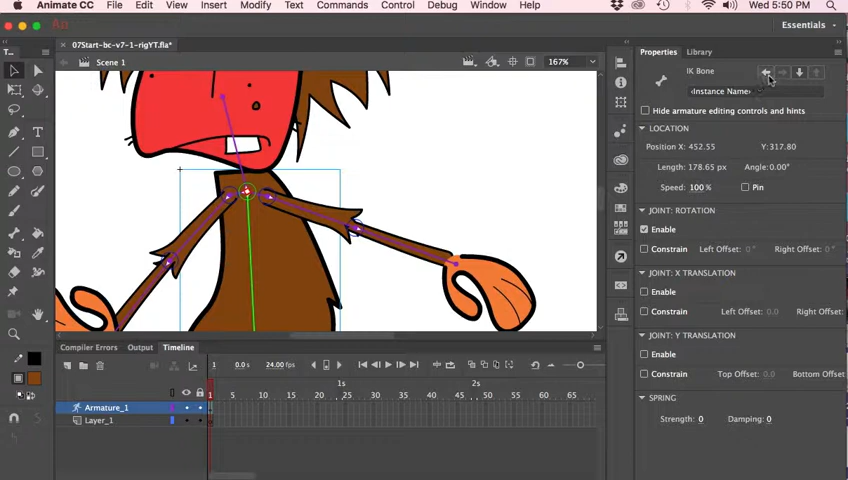 Animate CC File Edit View Insert Modify Text Commands Control Debug Window Help Wed 5:50 PM
An Essentials
07Start-bc-v7-1-rigYT.fla*
Scene 1 167%
T...
Properties Library
IK Bone
<Instance Name>
Hide armature editing controls and hints
LOCATION
Position X: 452.55 Y: 317.80
Length: 178.65 px Angle: 0.00°
Speed: 100 % Pin
JOINT: ROTATION
Enable
Constrain Left Offset: 0 ° Right Offset: 0 °
JOINT: X TRANSLATION
Enable
Constrain Left Offset: 0.0 Right Offset:
JOINT: Y TRANSLATION
Enable
Constrain Top Offset: 0.0 Bottom Offset
SPRING
Strength: 0 Damping: 0
Compiler Errors Output Timeline
1 0.0 s 24.00 fps
1s 2s
1 5 10 15 20 25 30 35 40 45 50 55 60 65
Armature_1
Layer_1